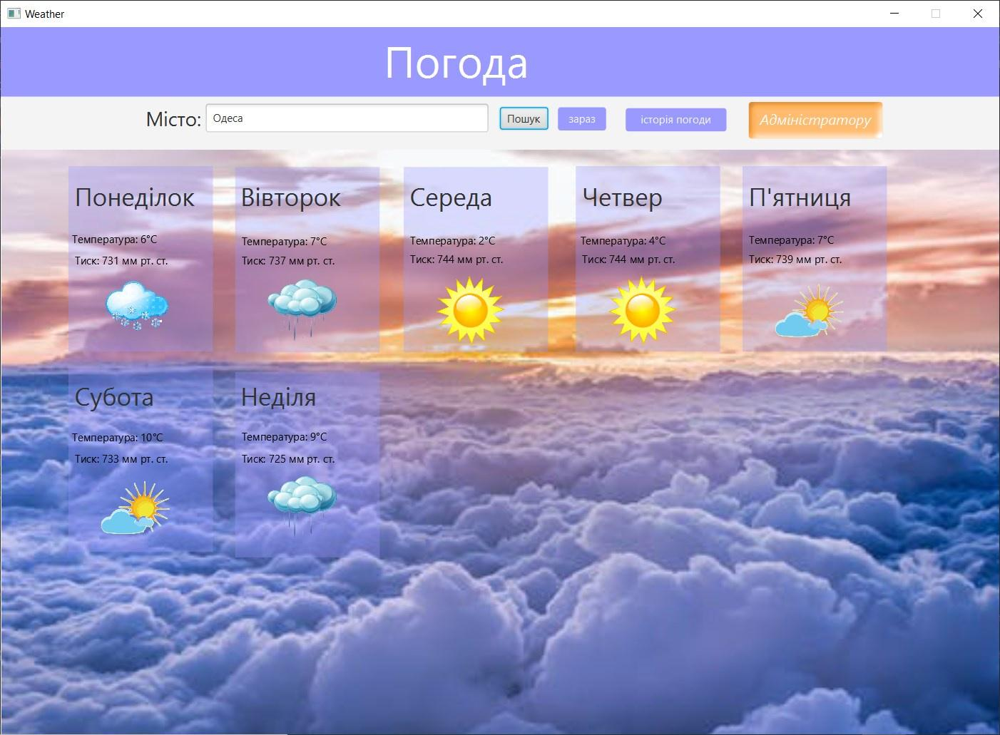 Weather
Погода
Місто: Одеса Пошук зараз історія погоди Адміністратору
Понеділок
Температура: 6°C
Тиск: 731 мм рт. ст.
Вівторок
Температура: 7°C
Тиск: 737 мм рт. ст.
Середа
Температура: 2°C
Тиск: 744 мм рт. ст.
Четвер
Температура: 4°C
Тиск: 744 мм рт. ст.
П'ятниця
Температура: 7°C
Тиск: 739 мм рт. ст.
Субота
Температура: 10°C
Тиск: 733 мм рт. ст.
Неділя
Температура: 9°C
Тиск: 725 мм рт. ст.